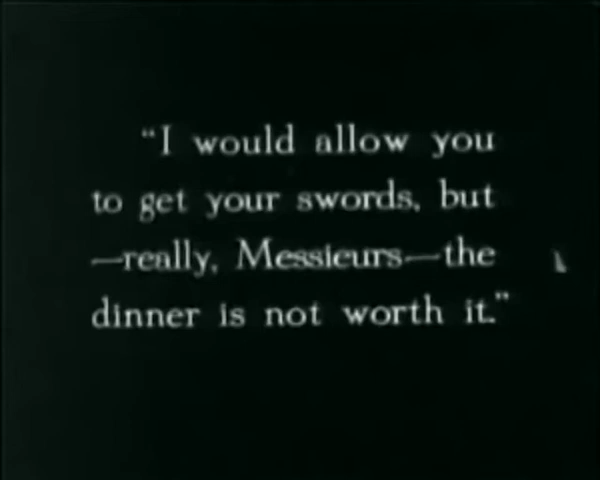 “I would allow you
to get your swords, but
—really, Messieurs—the
dinner is not worth it.”